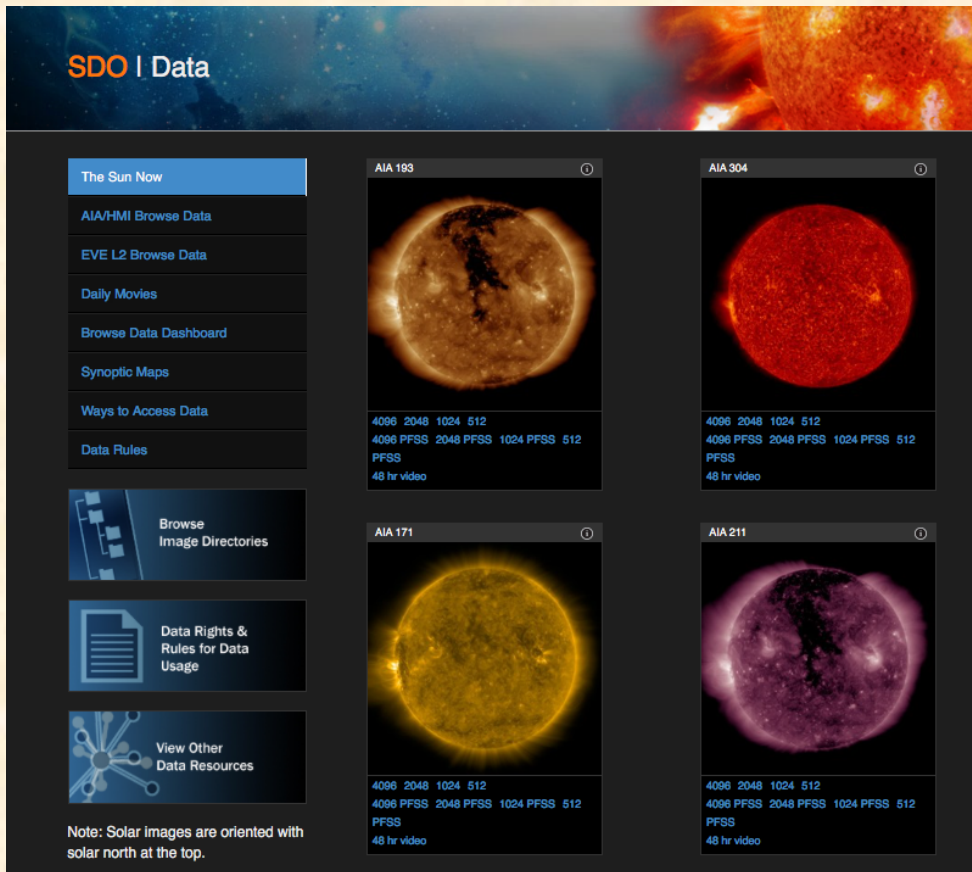 SDO | Data
The Sun Now
AIA/HMI Browse Data
EVE L2 Browse Data
Daily Movies
Browse Data Dashboard
Synoptic Maps
Ways to Access Data
Data Rules
Browse
Image Directories
Data Rights &
Rules for Data
Usage
View Other
Data Resources
Note: Solar images are oriented with
solar north at the top.
AIA 193
4096 2048 1024 512
4096 PFSS 2048 PFSS 1024 PFSS 512
PFSS
48 hr video
AIA 304
4096 2048 1024 512
4096 PFSS 2048 PFSS 1024 PFSS 512
PFSS
48 hr video
AIA 171
4096 2048 1024 512
4096 PFSS 2048 PFSS 1024 PFSS 512
PFSS
48 hr video
AIA 211
4096 2048 1024 512
4096 PFSS 2048 PFSS 1024 PFSS 512
PFSS
48 hr video